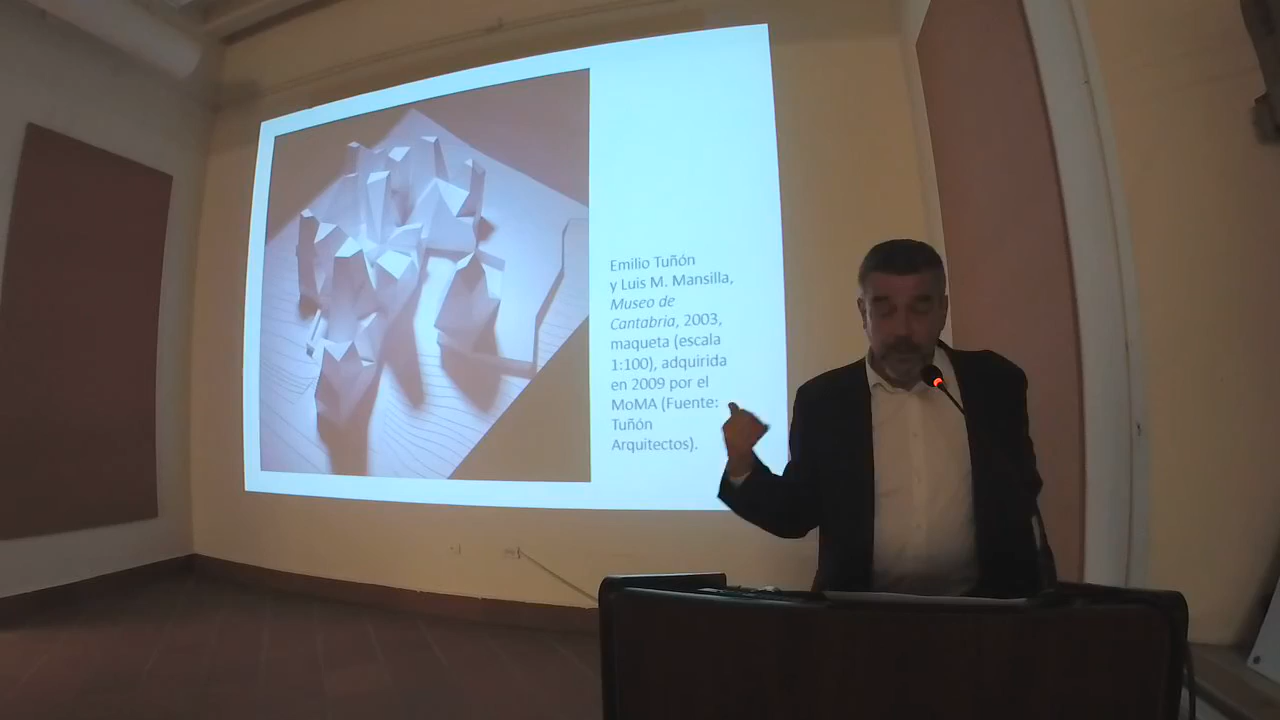 Emilio Tuñón
y Luis M. Mansilla,
Museo de
Cantabria, 2003,
maqueta (escala
1:100), adquirida
en 2009 por el
MoMA (Fuente:
Tuñón
Arquitectos).